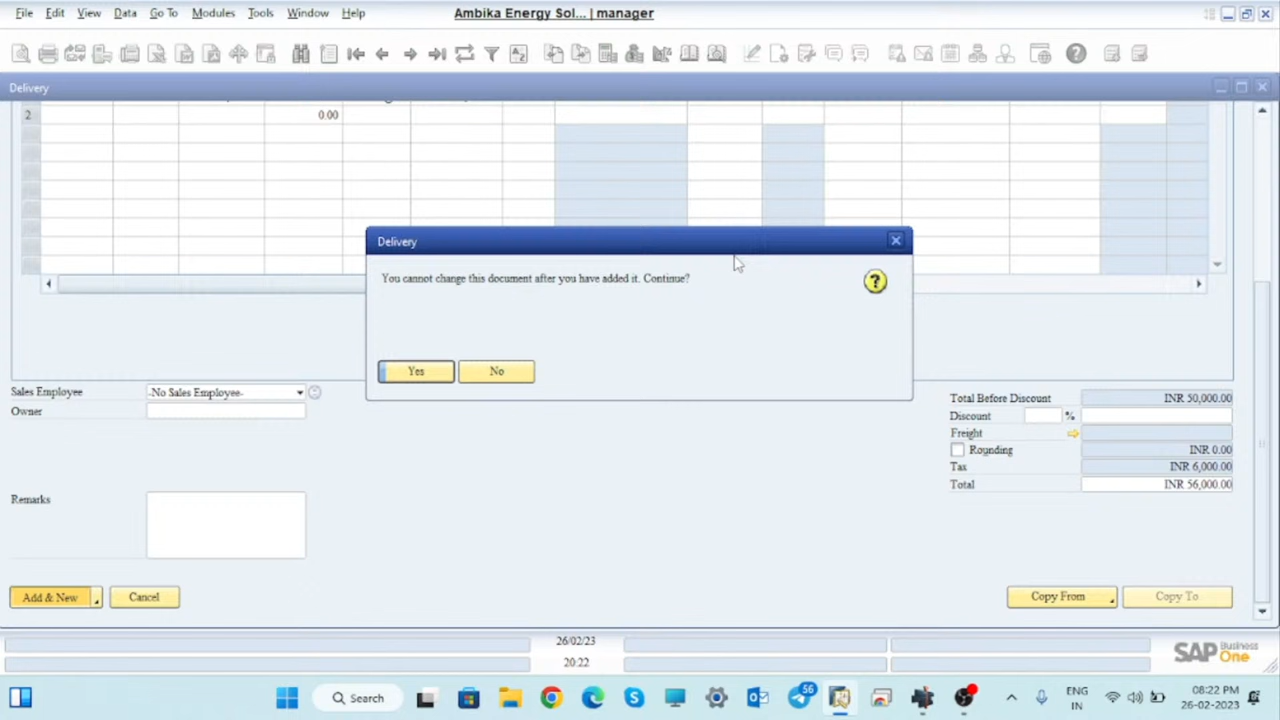 File Edit View Data Go To Modules Tools Window Help Ambika Energy Sol... | manager
Delivery
2 0.00
Delivery
You cannot change this document after you have added it. Continue?
?
Yes No
Sales Employee -No Sales Employee-
Owner
Total Before Discount INR 50,000.00
Discount %
Freight
Rounding INR 0.00
Tax INR 6,000.00
Total INR 56,000.00
Remarks
Add & New Cancel Copy From Copy To
26/02/23
20:22
SAP Business One
Search 56 ENG IN 08:22 PM 26-02-2023